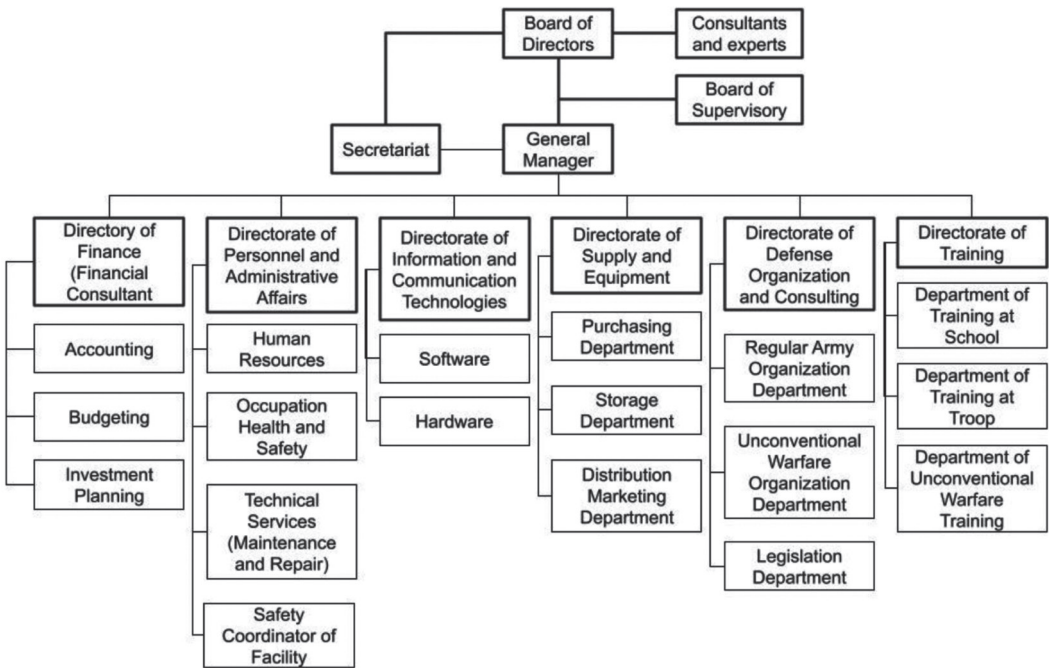 Board of
Directors
Consultants
and experts
Board of
Supervisory
Secretariat
General
Manager
Directory of
Finance
(Financial
Consultant
Accounting
Budgeting
Investment
Planning
Directorate of
Personnel and
Administrative
Affairs
Human
Resources
Occupation
Health and
Safety
Technical
Services
(Maintenance
and Repair)
Safety
Coordinator of
Facility
Directorate of
Information and
Communication
Technologies
Software
Hardware
Directorate of
Supply and
Equipment
Purchasing
Department
Storage
Department
Distribution
Marketing
Department
Directorate of
Defense
Organization
and Consulting
Regular Army
Organization
Department
Unconventional
Warfare
Organization
Department
Legislation
Department
Directorate of
Training
Department of
Training at
School
Department of
Training at
Troop
Department of
Unconventional
Warfare
Training